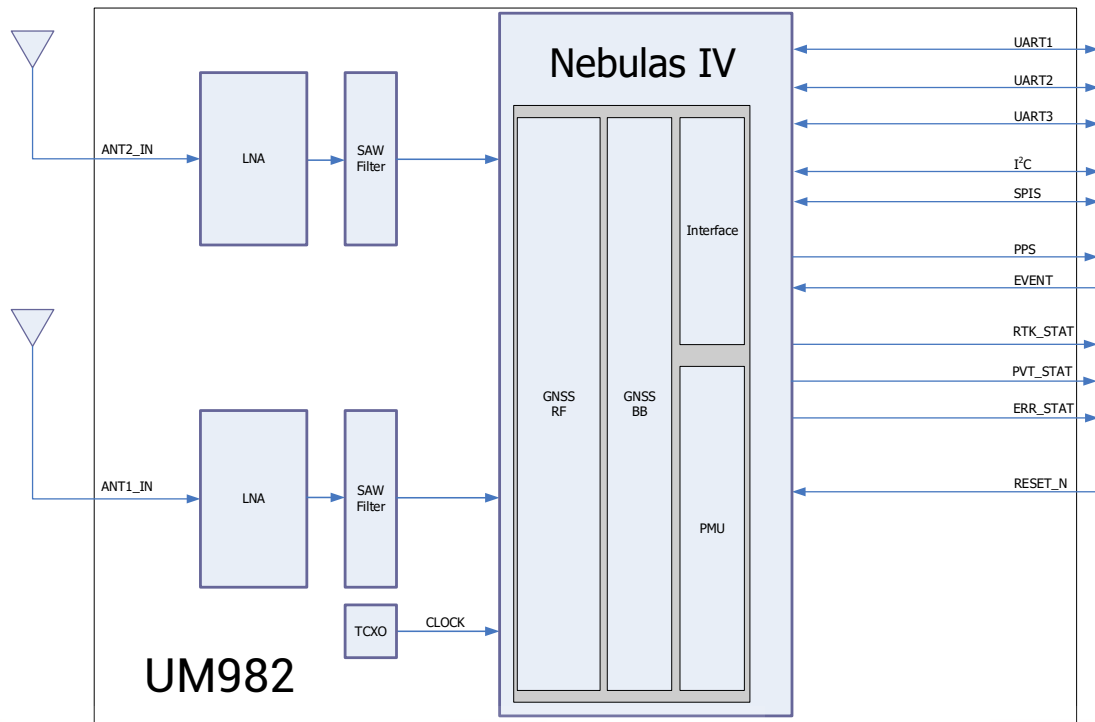 Nebulas IV
UART1
UART2
UART3
I²C
SPIS
PPS
EVENT
RTK_STAT
PVT_STAT
ERR_STAT
RESET_N
ANT2_IN
LNA
SAW
Filter
Interface
GNSS
RF
GNSS
BB
PMU
ANT1_IN
LNA
SAW
Filter
TCXO
CLOCK
UM982